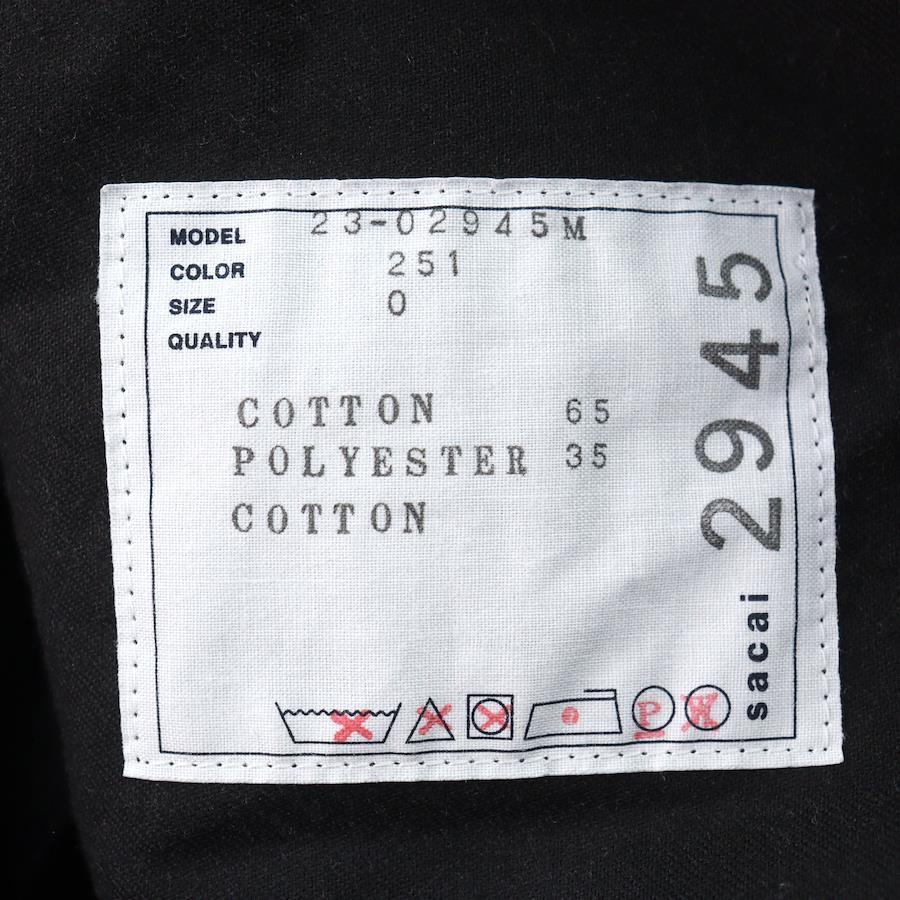 MODEL 23-02945M
COLOR 251
SIZE 0
QUALITY
COTTON 65
POLYESTER 35
COTTON
P W
sacai 2945